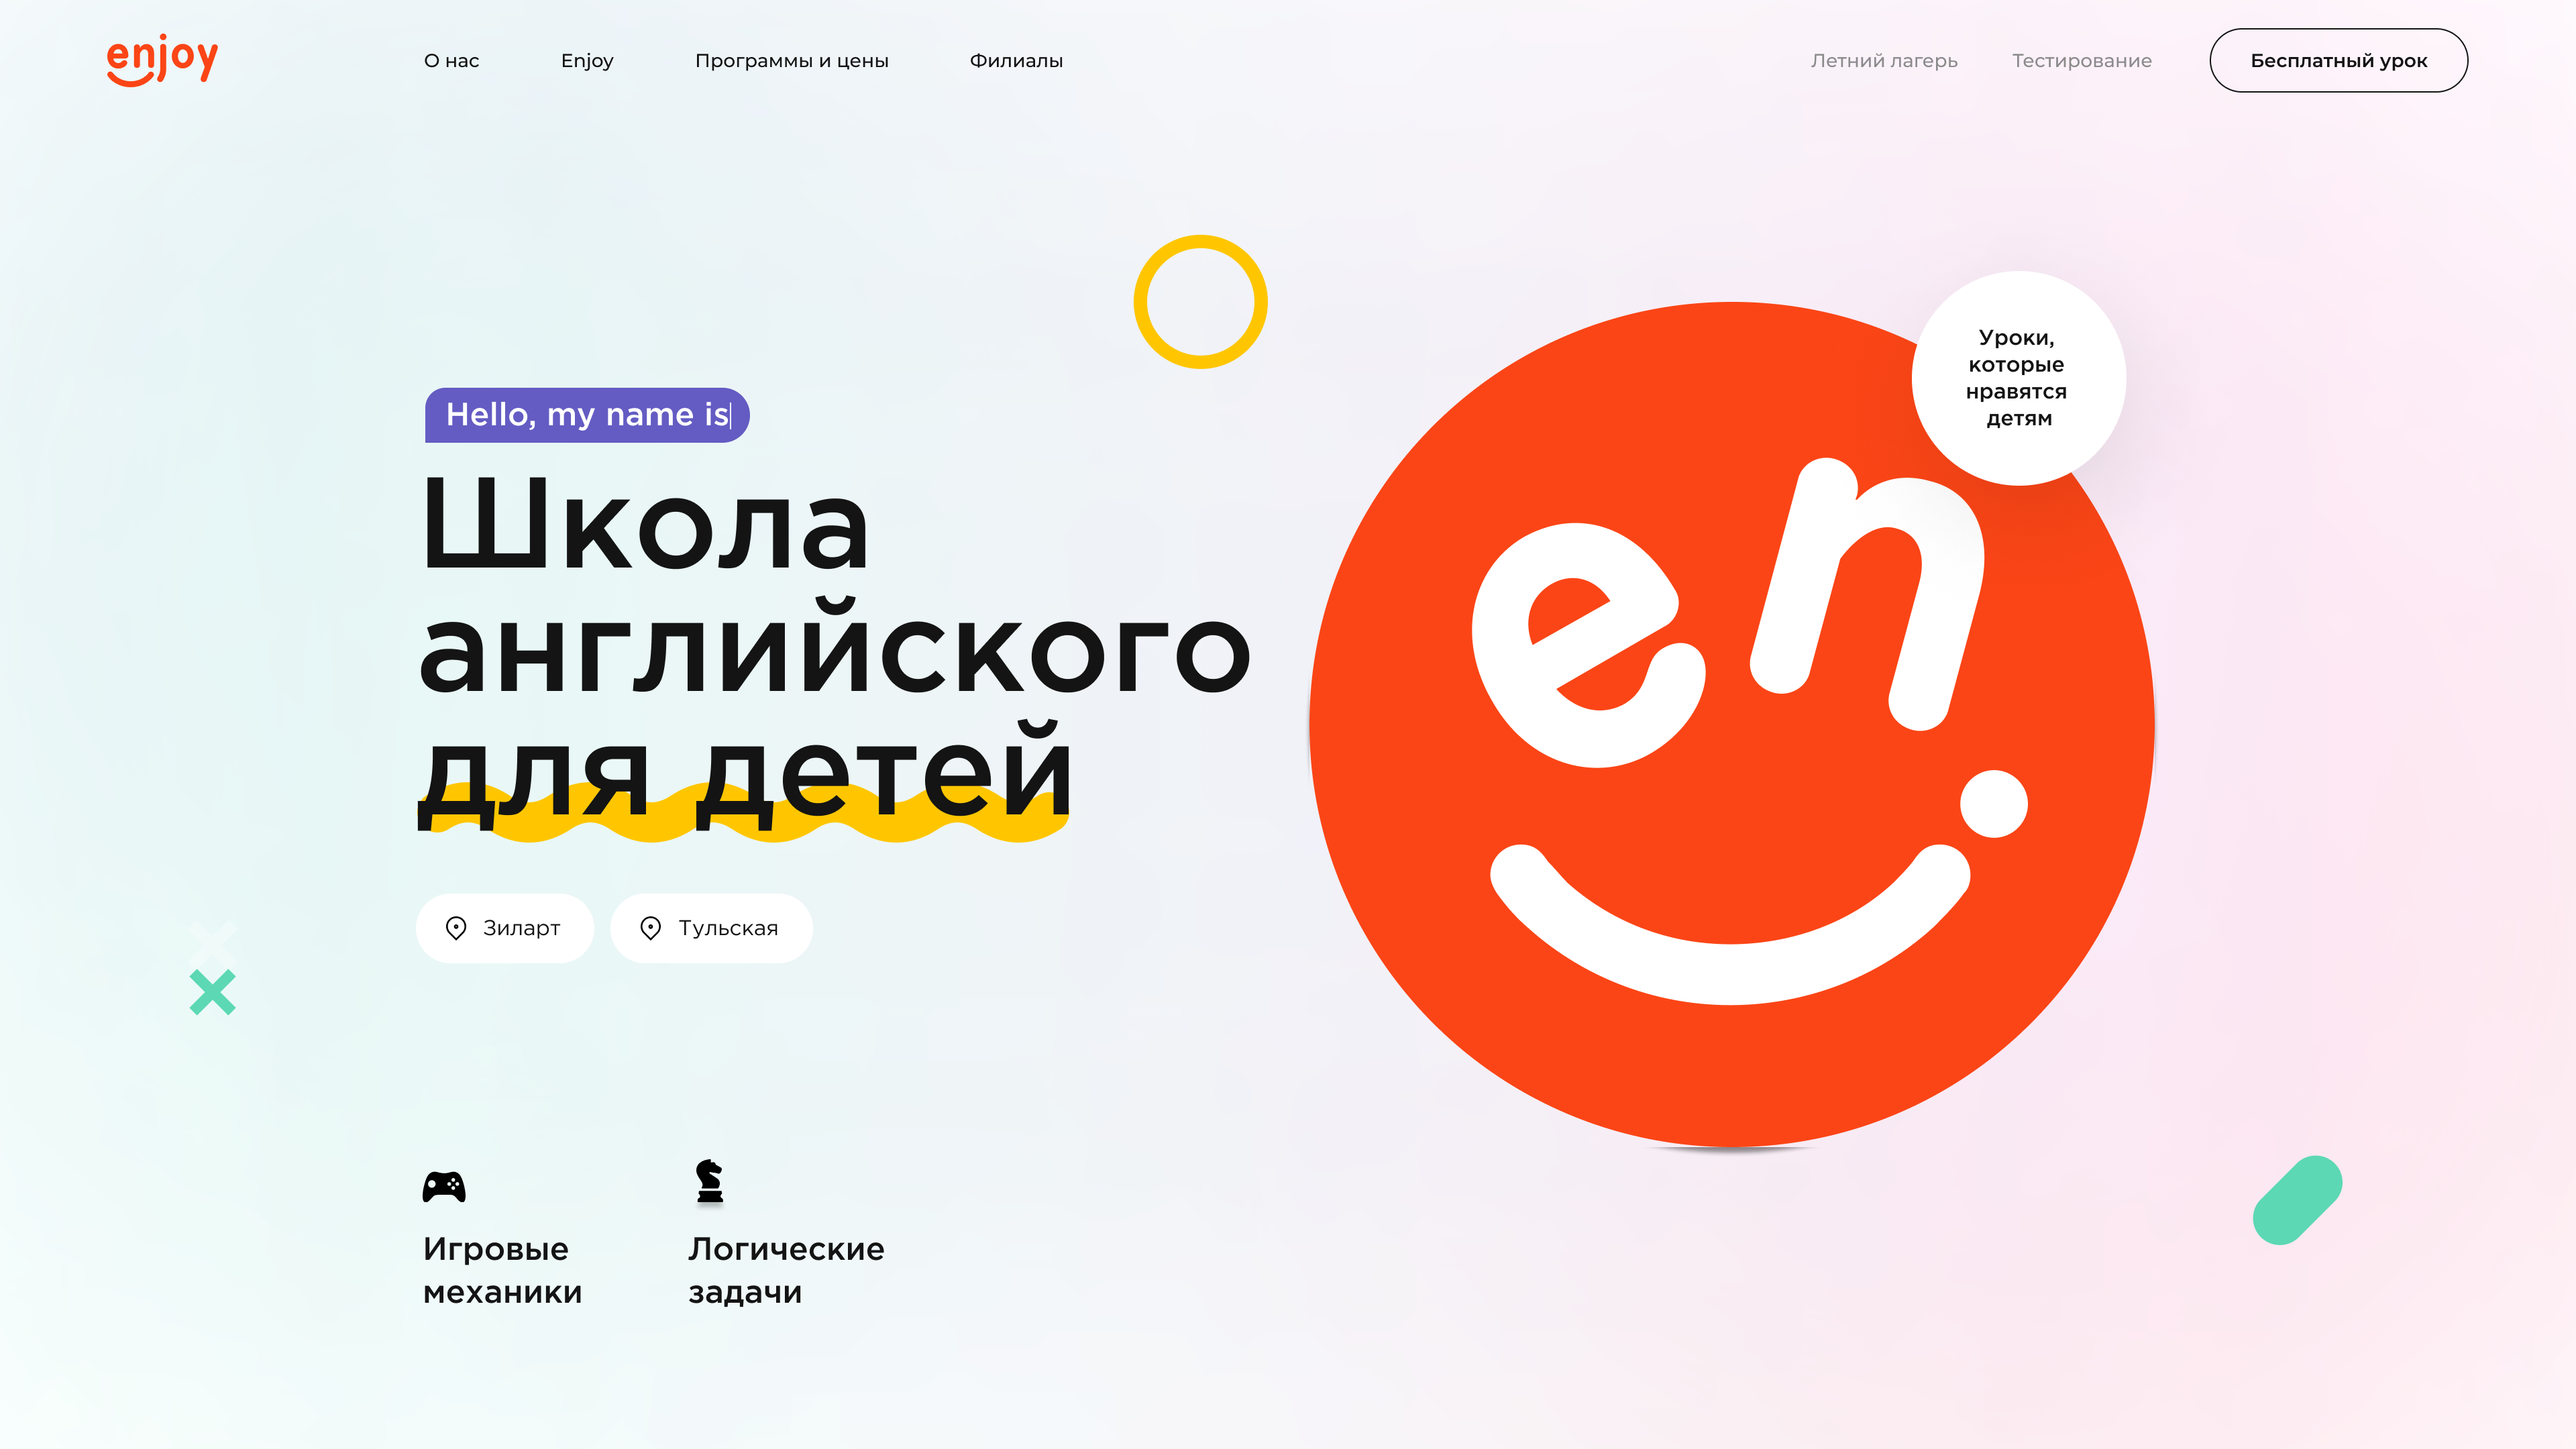 enjoy
О нас
Enjoy
Программы и цены
Филиалы
Летний лагерь
Тестирование
Бесплатный урок
Hello, my name is
Школа
английского
для детей
Зиларт
Тульская
Игровые
механики
Логические
задачи
Уроки,
которые
нравятся
детям
en